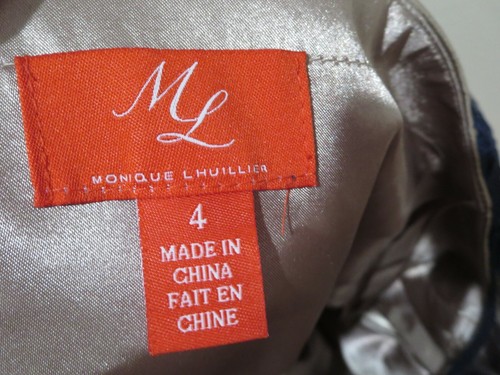 ML
MONIQUE LHUILLIER
4
MADE IN
CHINA
FAIT EN
CHINE